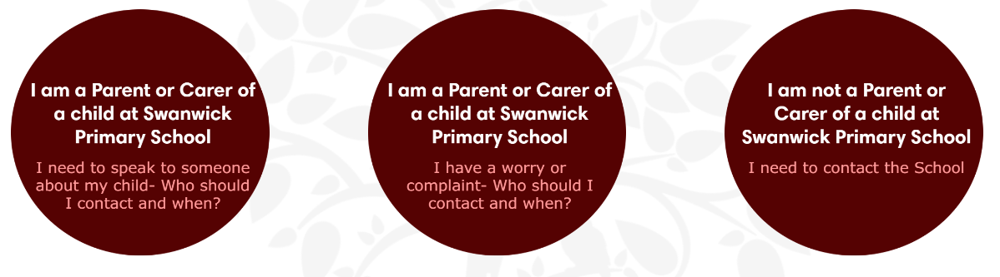 I am a Parent or Carer of
a child at Swanwick
Primary School
I need to speak to someone
about my child- Who should
I contact and when?
I am a Parent or Carer of
a child at Swanwick
Primary School
I have a worry or
complaint- Who should I
contact and when?
I am not a Parent or
Carer of a child at
Swanwick Primary School
I need to contact the School